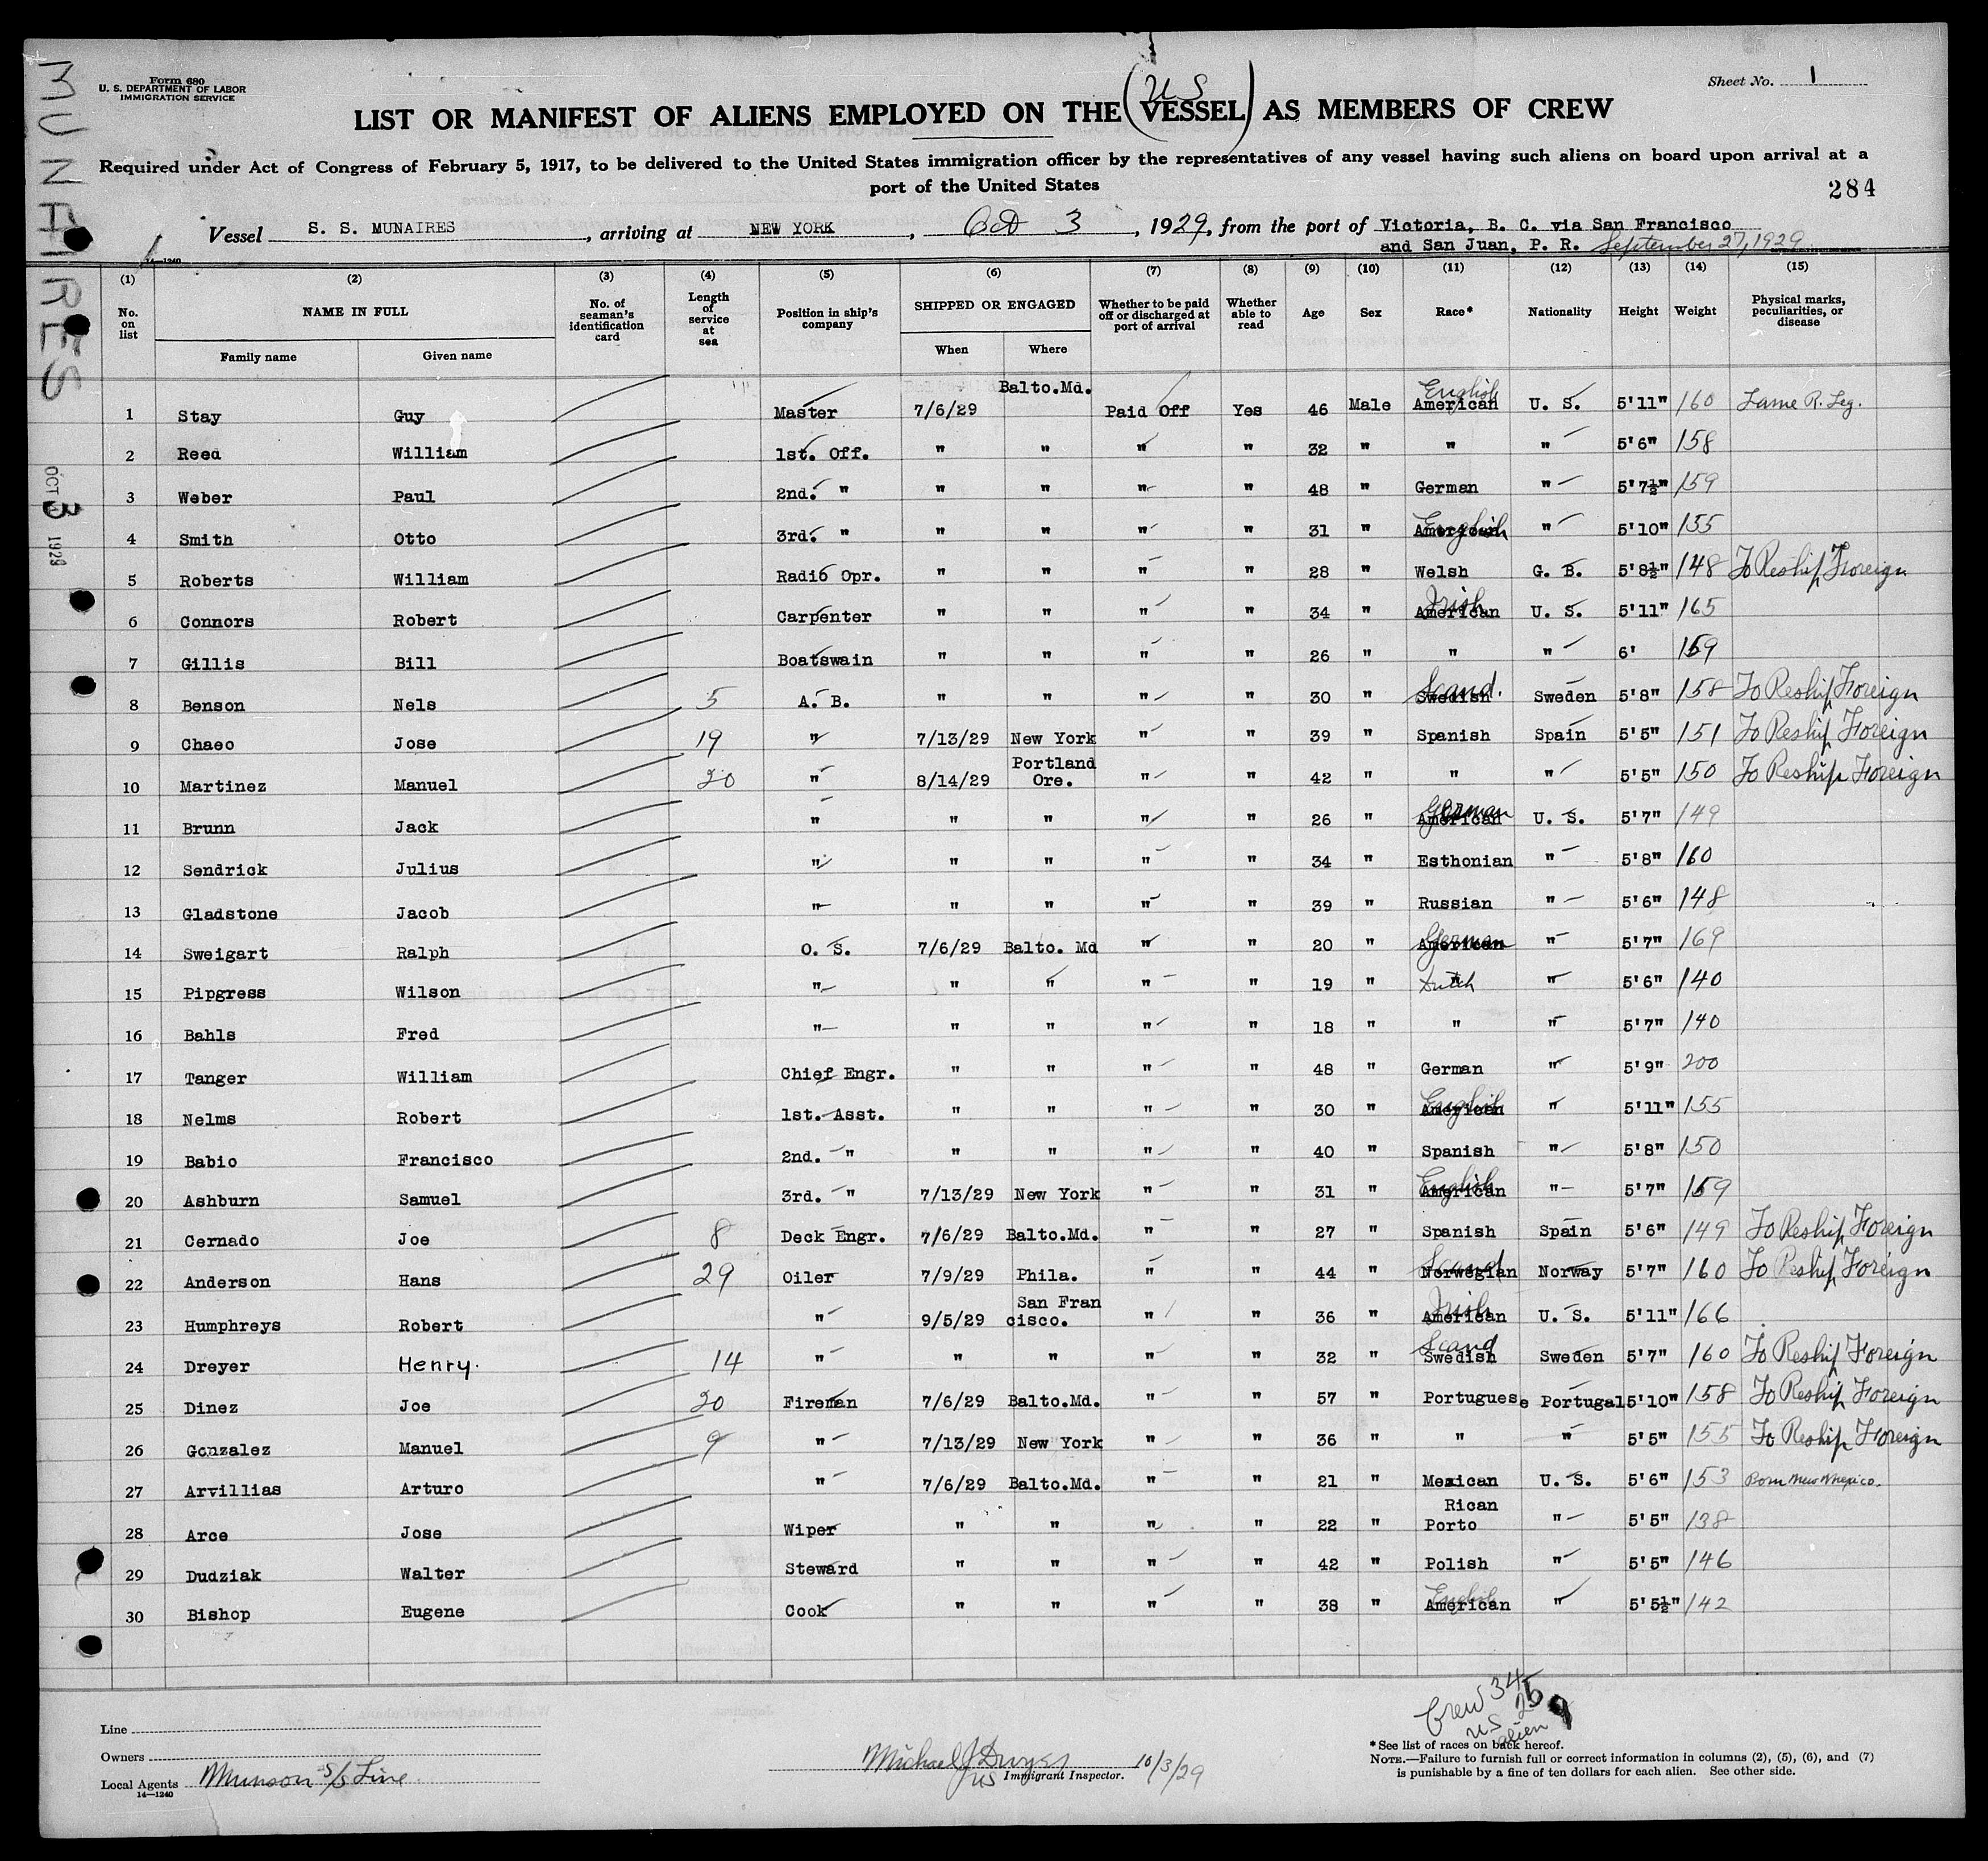 MUNAIRES
OCT 3 1929
Form 680
U. S. DEPARTMENT OF LABOR
IMMIGRATION SERVICE
Sheet No. 1
US
LIST OR MANIFEST OF ALIENS EMPLOYED ON THE (VESSEL) AS MEMBERS OF CREW
Required under Act of Congress of February 5, 1917, to be delivered to the United States immigration officer by the representatives of any vessel having such aliens on board upon arrival at a
port of the United States
284
Vessel S. S. MUNAIRES, arriving at NEW YORK, Oct 3, 1929, from the port of Victoria, B. C. via San Francisco
and San Juan, P. R. September 27, 1929
14—1240
(1) (2) (3) (4) (5) (6) (7) (8) (9) (10) (11) (12) (13) (14) (15)
No. on list NAME IN FULL No. of seaman's identification card Length of service at sea Position in ship's company SHIPPED OR ENGAGED Whether to be paid off or discharged at port of arrival Whether able to read Age Sex Race* Nationality Height Weight Physical marks, peculiarities, or disease
Family name Given name When Where
1 Stay Guy Master 7/6/29 Balto.Md. Paid Off Yes 46 Male American English U. S. 5'11" 160 Lame R. Leg.
2 Reed William 1st. Off. " " " " 32 " " " 5'6" 158
3 Weber Paul 2nd. " " " " " 48 " German " 5'7½" 159
4 Smith Otto 3rd. " " " " " 31 " American English " 5'10" 155
5 Roberts William Radio Opr. " " " " 28 " Welsh G. B. 5'8½" 148 To Reship Foreign
6 Connors Robert Carpenter " " " " 34 " American Irish U. S. 5'11" 165
7 Gillis Bill Boatswain " " " " 26 " " " 6' 159
8 Benson Nels 5 A. B. " " " " 30 " Swedish Scand. Sweden 5'8" 158 To Reship Foreign
9 Chaeo Jose 19 " 7/13/29 New York " " 39 " Spanish Spain 5'5" 151 To Reship Foreign
10 Martinez Manuel 20 " 8/14/29 Portland Ore. " " 42 " " " 5'5" 150 To Reship Foreign
11 Brunn Jack " " " " " 26 " American German U. S. 5'7" 149
12 Sendrick Julius " " " " " 34 " Esthonian " 5'8" 160
13 Gladstone Jacob " " " " " 39 " Russian " 5'6" 148
14 Sweigart Ralph O. S. 7/6/29 Balto. Md " " 20 " American German " 5'7" 169
15 Pipgress Wilson " " " " " 19 " " Dutch " 5'6" 140
16 Bahls Fred " " " " " 18 " " " 5'7" 140
17 Tanger William Chief Engr. " " " " 48 " German " 5'9" 200
18 Nelms Robert 1st. Asst. " " " " 30 " American English " 5'11" 155
19 Babio Francisco 2nd. " " " " " 40 " Spanish " 5'8" 150
20 Ashburn Samuel 3rd. " 7/13/29 New York " " 31 " American English " 5'7" 159
21 Cernado Joe 8 Deck Engr. 7/6/29 Balto.Md. " " 27 " Spanish Spain 5'6" 149 To Reship Foreign
22 Anderson Hans 29 Oiler 7/9/29 Phila. " " 44 " Norwegian Scand Norway 5'7" 160 To Reship Foreign
23 Humphreys Robert " 9/5/29 San Fran cisco. " " 36 " American Irish U. S. 5'11" 166
24 Dreyer Henry. 14 " " " " " 32 " Swedish Scand Sweden 5'7" 160 To Reship Foreign
25 Dinez Joe 20 Fireman 7/6/29 Balto.Md. " " 57 " Portuguese Portugal 5'10" 158 To Reship Foreign
26 Gonzalez Manuel 9 " 7/13/29 New York " " 36 " " " 5'5" 155 To Reship Foreign
27 Arvillias Arturo " 7/6/29 Balto.Md. " " 21 " Mexican U. S. 5'6" 153 Born New Mexico.
28 Arce Jose Wiper " " " " 22 " Rican Porto " 5'5" 138
29 Dudziak Walter Steward " " " " 42 " Polish " 5'5" 146
30 Bishop Eugene Cook " " " " 38 " American English " 5'5½" 142
Crew 34
US 25
alien 9
Line
Owners
Local Agents Munson S/S Line
14—1240
Michael J Dwyer 10/3/29
Immigrant Inspector.
*See list of races on back hereof.
NOTE.—Failure to furnish full or correct information in columns (2), (5), (6), and (7)
is punishable by a fine of ten dollars for each alien. See other side.